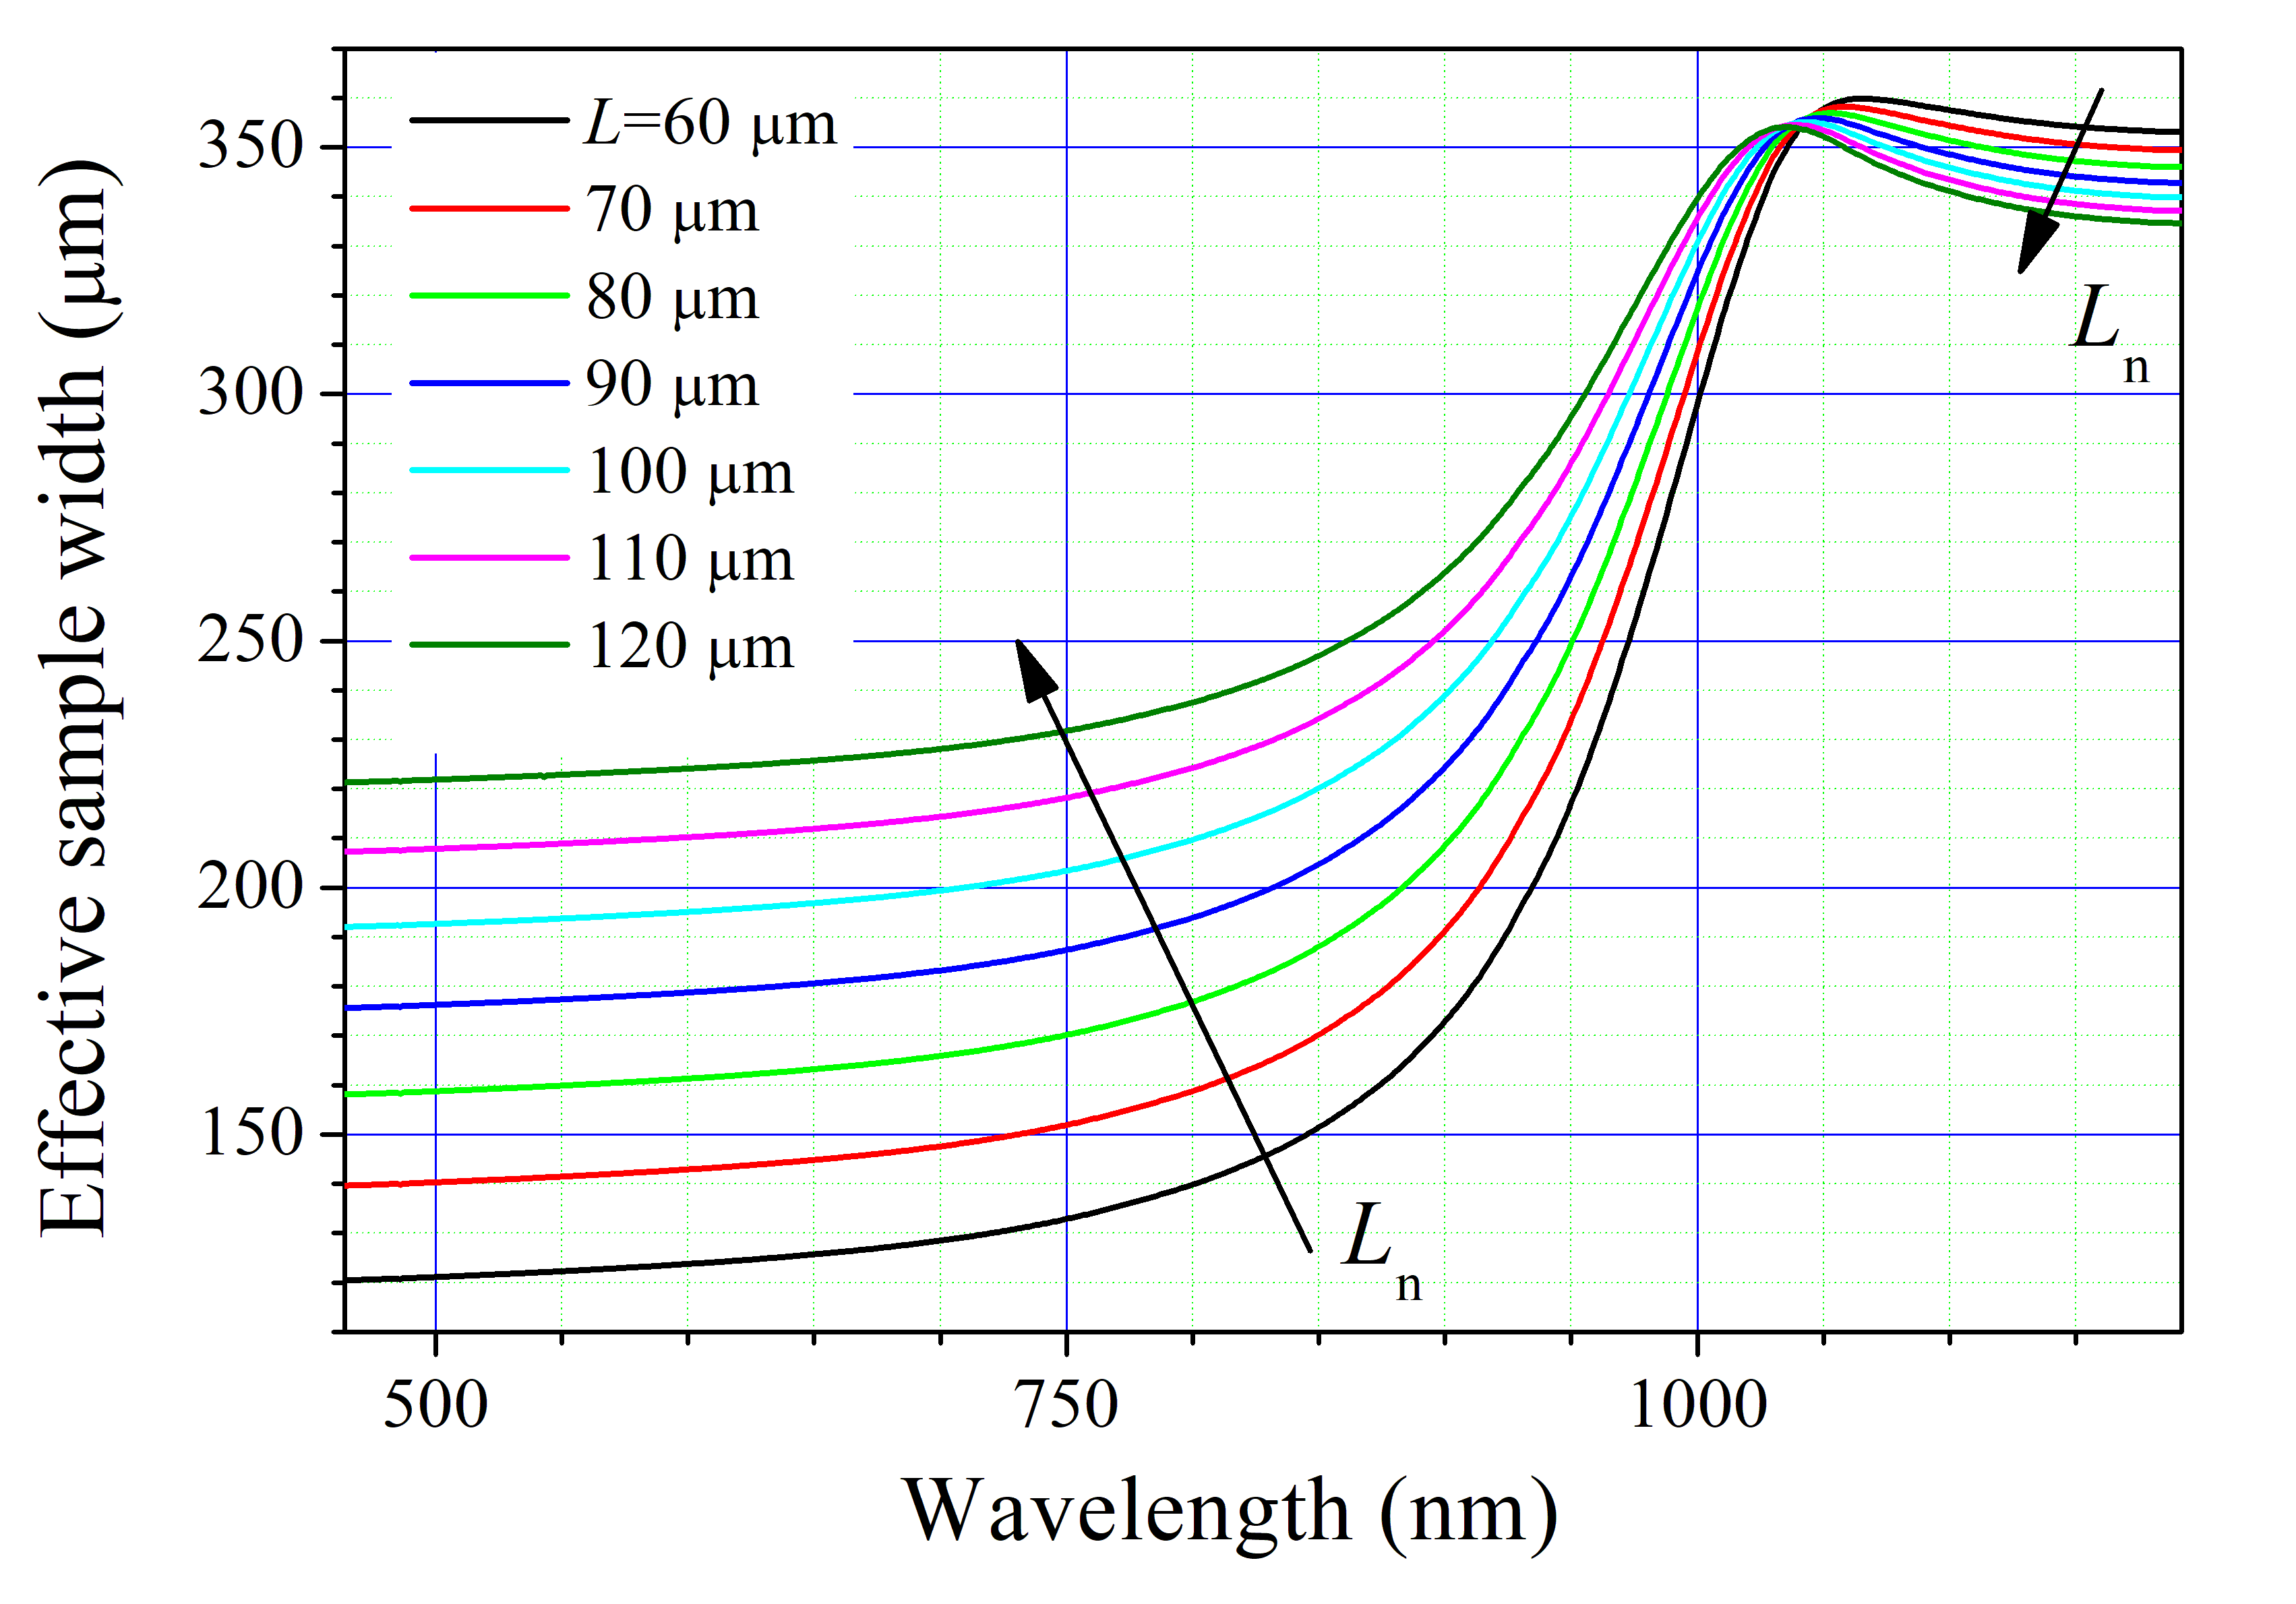 Effective sample width (μm)
350
300
250
200
150
L=60 μm
70 μm
80 μm
90 μm
100 μm
110 μm
120 μm
Ln
Ln
500
750
1000
Wavelength (nm)